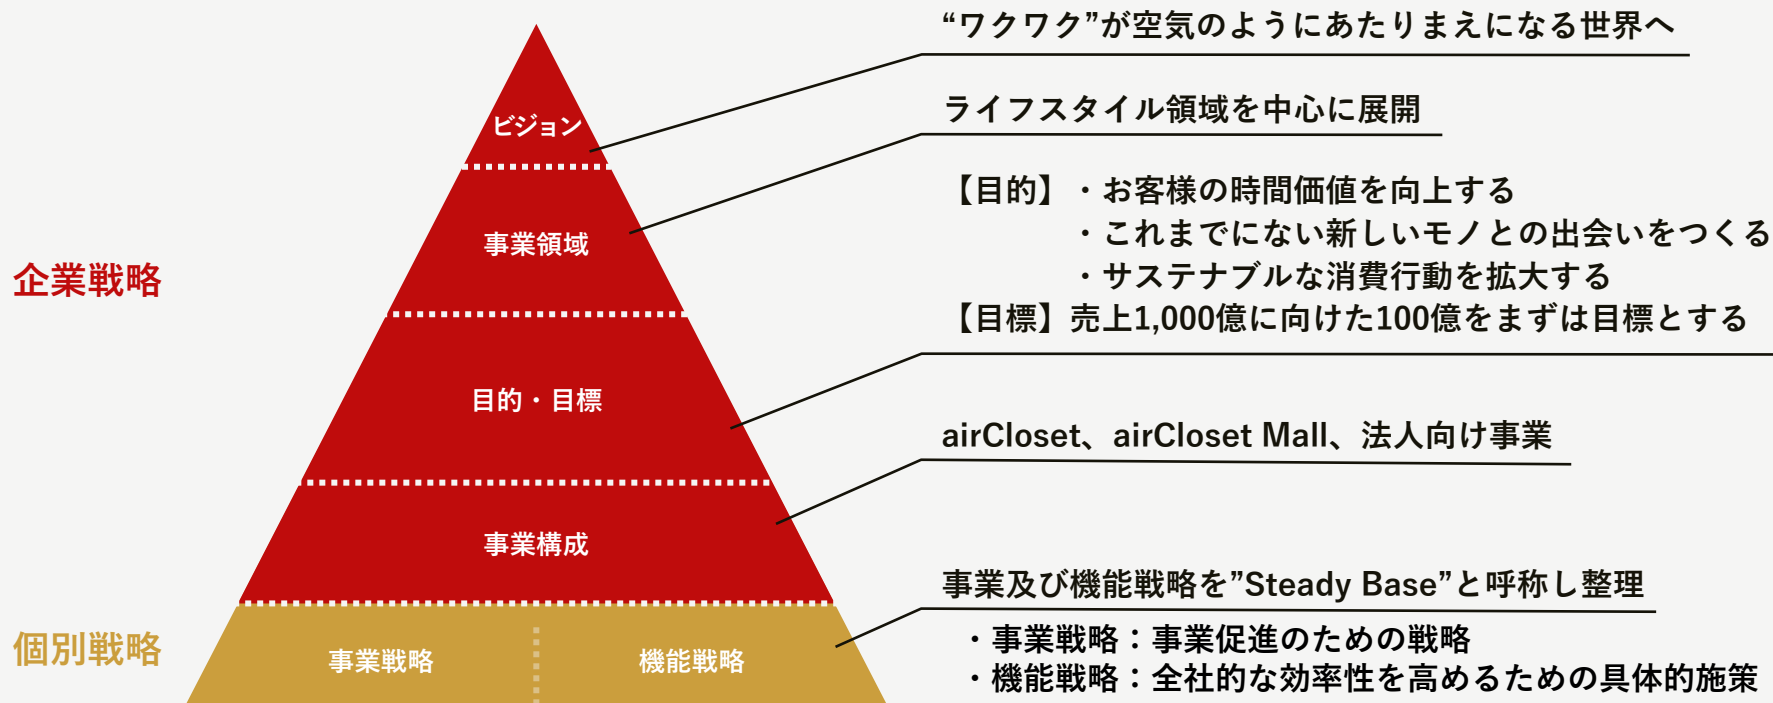 “ワクワク”が空気のようにあたりまえになる世界へ
ビジョン
ライフスタイル領域を中心に展開
事業領域
企業戦略
【目的】・お客様の時間価値を向上する
・これまでにない新しいモノとの出会いをつくる
・サステナブルな消費行動を拡大する
【目標】売上1,000億に向けた100億をまずは目標とする
目的・目標
airCloset、airCloset Mall、法人向け事業
事業構成
事業及び機能戦略を”Steady Base”と呼称し整理
・事業戦略：事業促進のための戦略
・機能戦略：全社的な効率性を高めるための具体的施策
個別戦略
事業戦略
機能戦略